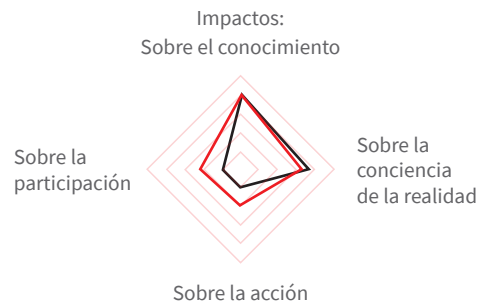 Impactos:
Sobre el conocimiento
Sobre la
participación
Sobre la
conciencia
de la realidad
Sobre la acción